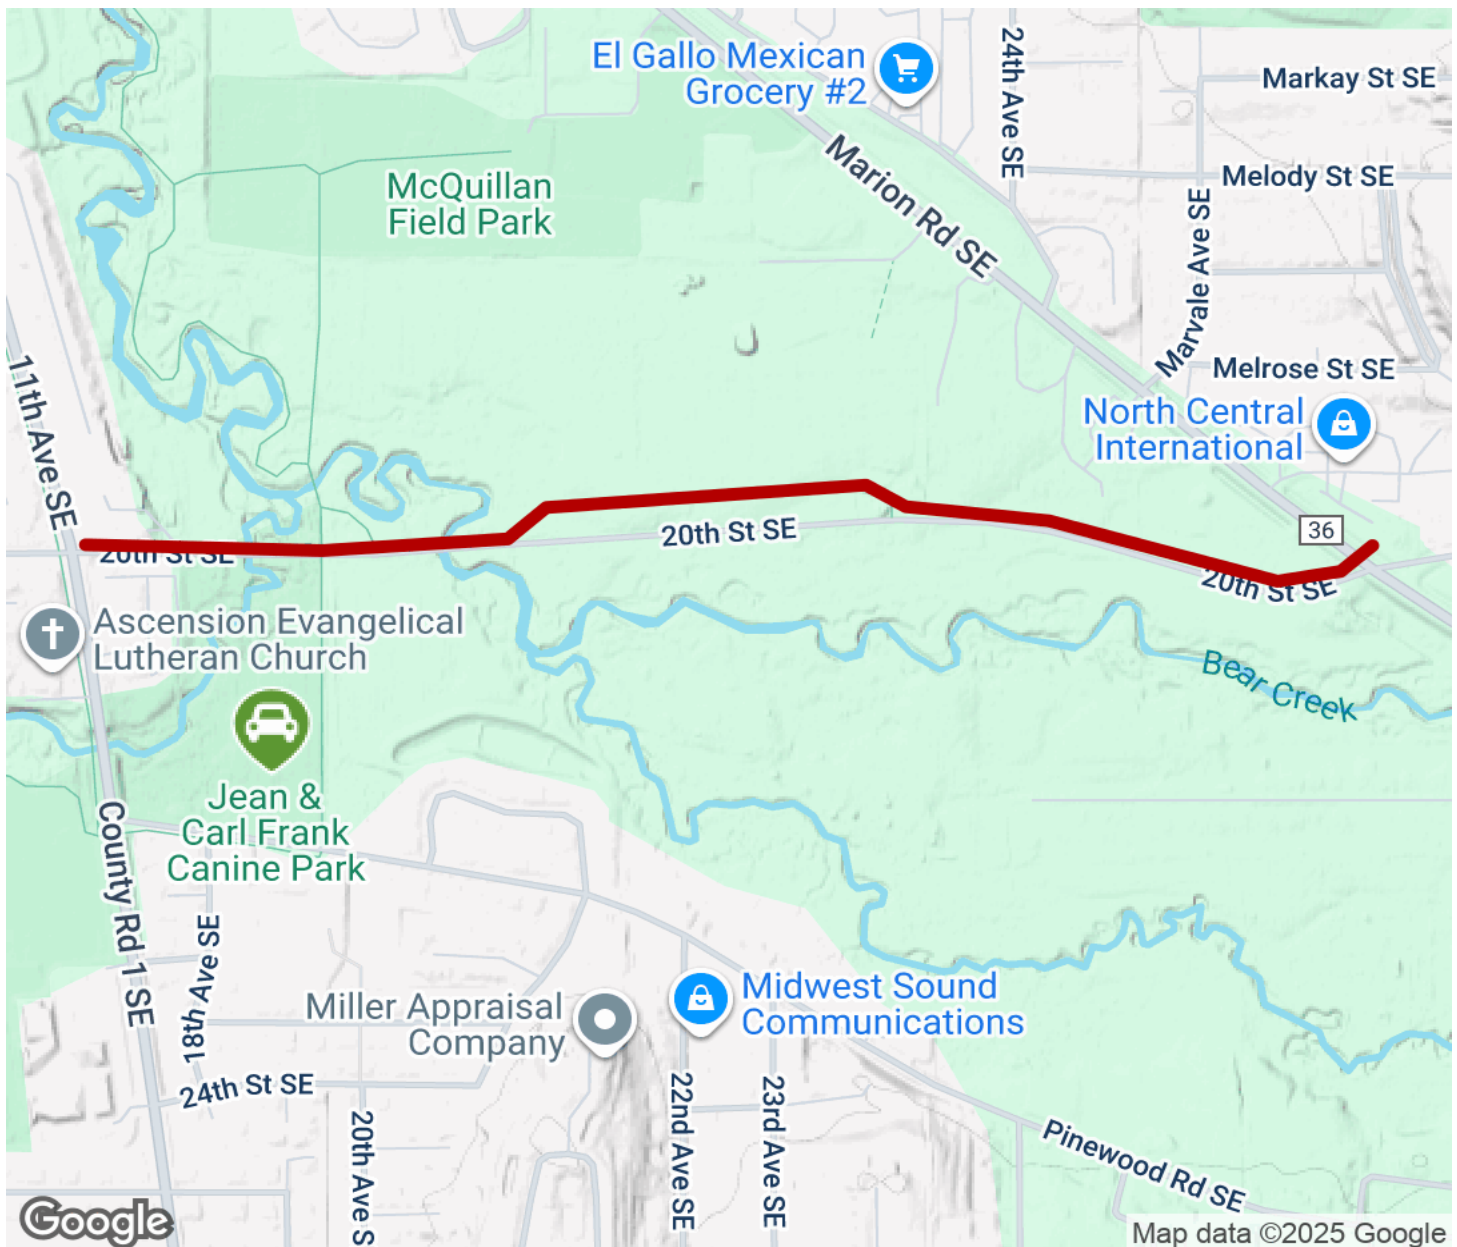 El Gallo Mexican
Grocery #2
24th Ave SE
Markay St SE
Melody St SE
McQuillan
Field Park
Marion Rd SE
Marvale Ave SE
Melrose St SE
North Central
International
11th Ave SE
36
20th St SE
20th St SE
20th St SE
Ascension Evangelical
Lutheran Church
Bear Creek
Jean &
Carl Frank
Canine Park
County Rd 1 SE
18th Ave SE
Miller Appraisal
Company
Midwest Sound
Communications
24th St SE
20th Ave S
22nd Ave SE
23rd Ave SE
Pinewood Rd SE
Google
Map data ©2025 Google